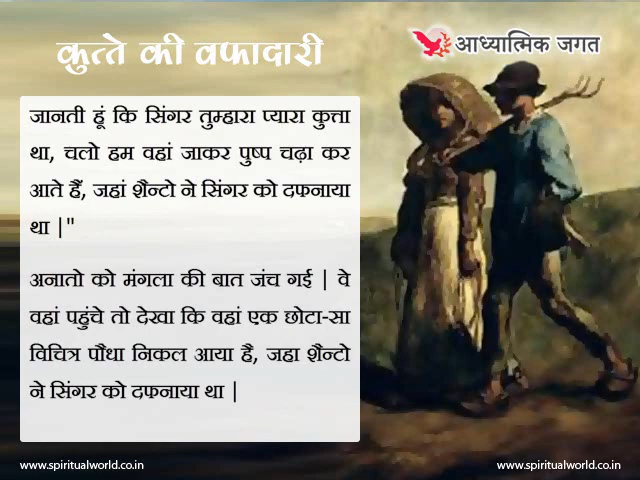 कुत्ते की वफादारी
आध्यात्मिक जगत
जानती हूं कि सिंगर तुम्हारा प्यारा कुत्ता
था, चलो हम वहां जाकर पुष्प चढ़ा कर
आते हैं, जहां शैन्टो ने सिंगर को दफनाया
था |"
अनातो को मंगला की बात जंच गई | वे
वहां पहुंचे तो देखा कि वहां एक छोटा-सा
विचित्र पौधा निकल आया है, जहा शैन्टो
ने सिंगर को दफनाया था |
www.spiritualworld.co.in
www.spiritualworld.co.in